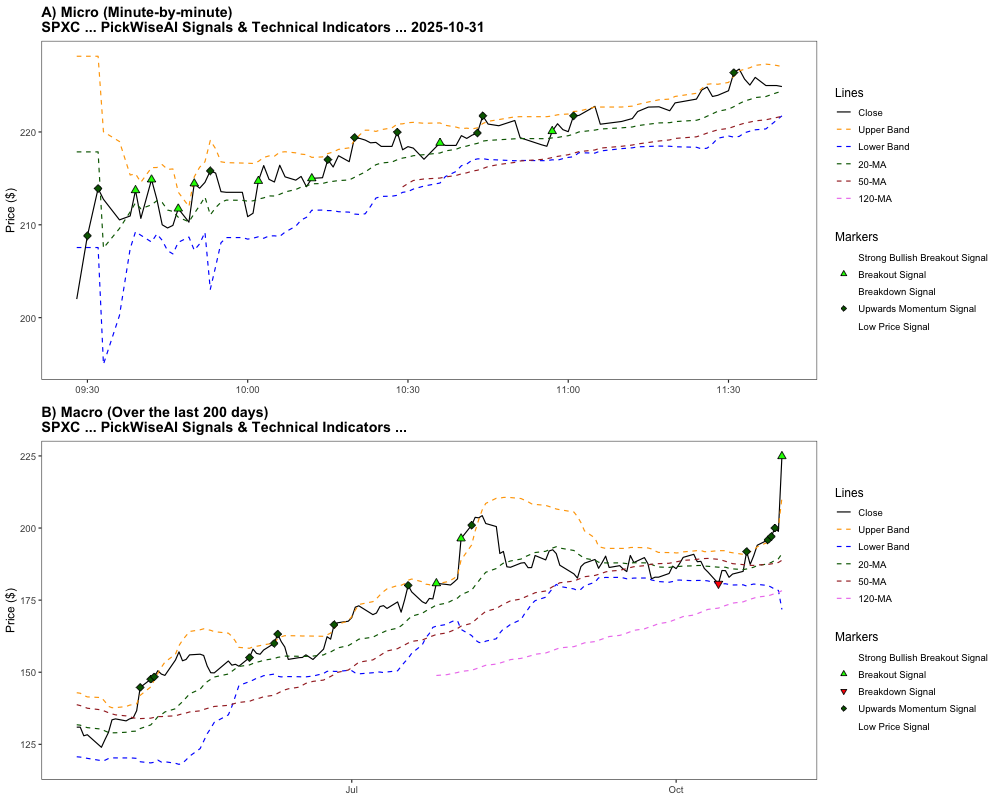 A) Micro (Minute-by-minute)
SPXC ... PickWiseAI Signals & Technical Indicators ... 2025-10-31
Price ($)
220
210
200
09:30
10:00
10:30
11:00
11:30
Lines
Close
Upper Band
Lower Band
20-MA
50-MA
120-MA
Markers
Strong Bullish Breakout Signal
Breakout Signal
Breakdown Signal
Upwards Momentum Signal
Low Price Signal
B) Macro (Over the last 200 days)
SPXC ... PickWiseAI Signals & Technical Indicators ...
Price ($)
225
200
175
150
125
Jul
Oct
Lines
Close
Upper Band
Lower Band
20-MA
50-MA
120-MA
Markers
Strong Bullish Breakout Signal
Breakout Signal
Breakdown Signal
Upwards Momentum Signal
Low Price Signal